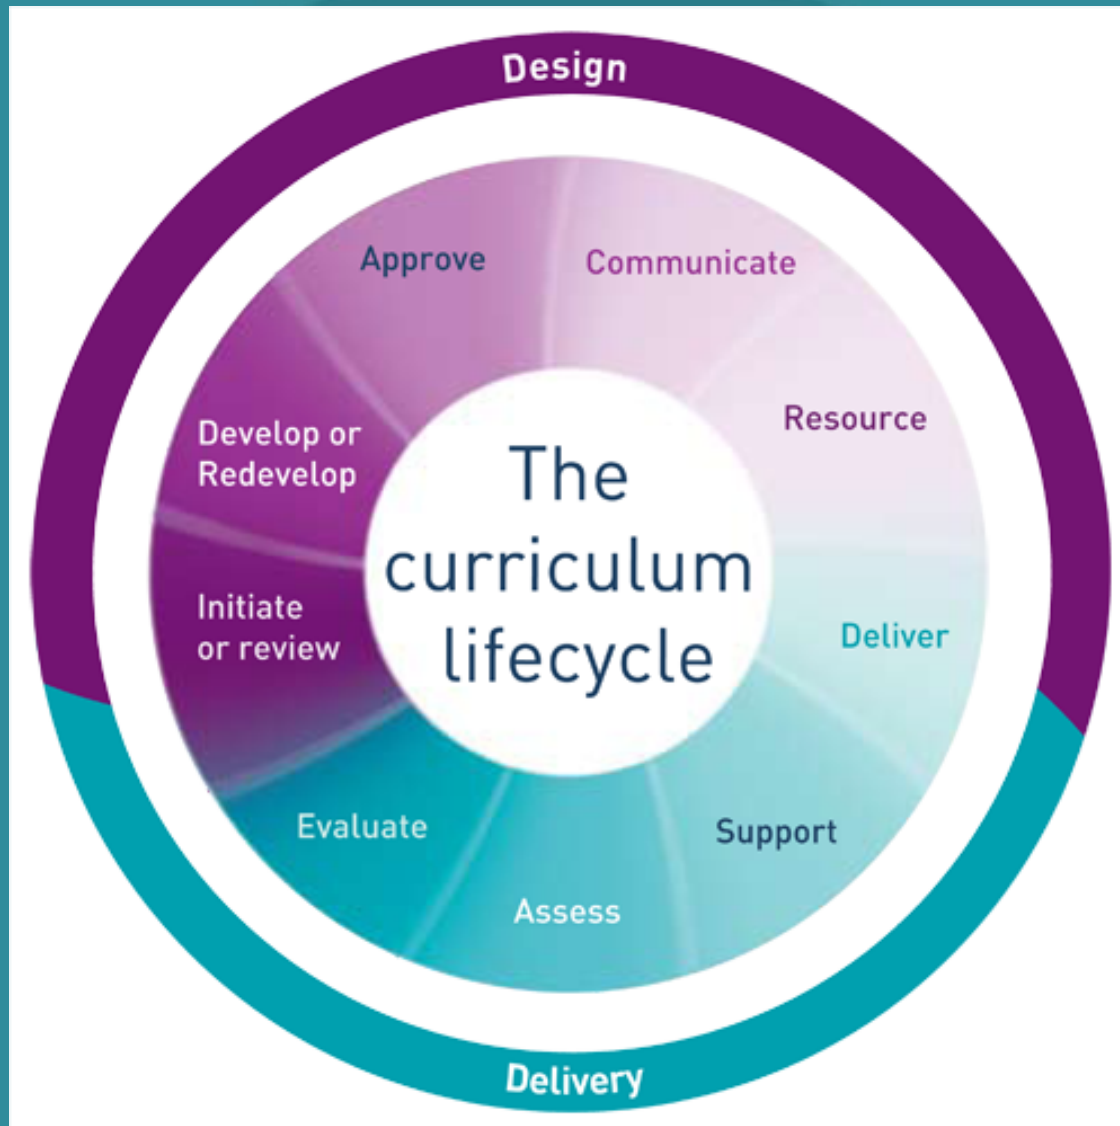 Design
Approve
Communicate
Resource
Develop or
Redevelop
The
curriculum
lifecycle
Initiate
or review
Deliver
Evaluate
Support
Assess
Delivery